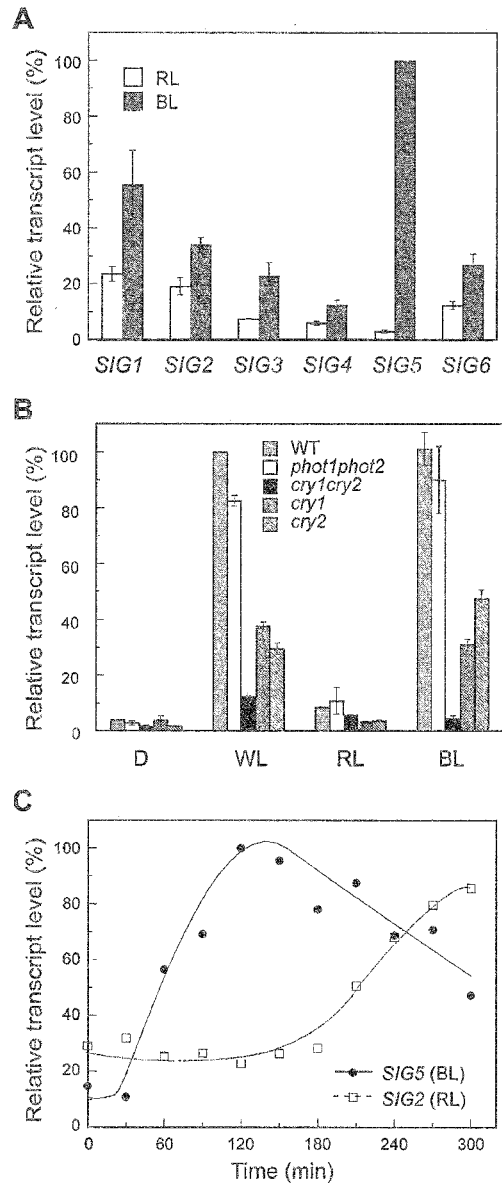 A
Relative transcript level (%)
100
80
60
40
20
0
RL
BL
SIG1 SIG2 SIG3 SIG4 SIG5 SIG6
B
Relative transcript level (%)
100
80
60
40
20
0
WT
phot1phot2
cry1cry2
cry1
cry2
D WL RL BL
C
Relative transcript level (%)
100
80
60
40
20
0
SIG5 (BL)
SIG2 (RL)
0 60 120 180 240 300
Time (min)